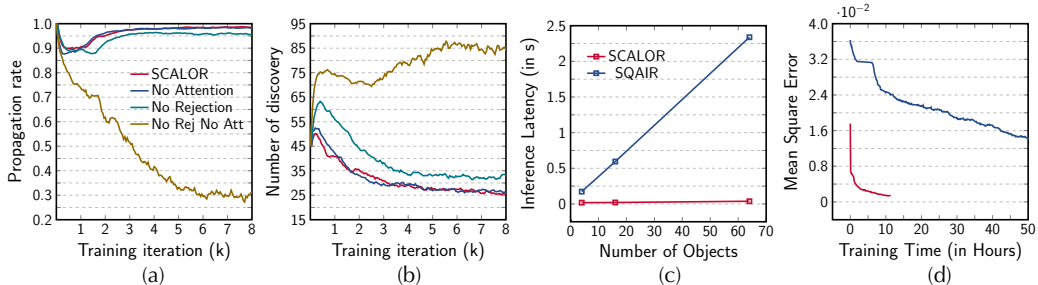 Propagation rate
1.0
0.9
0.8
0.7
0.6
0.5
0.4
0.3
0.2
SCALOR
No Attention
No Rejection
No Rej No Att
1 2 3 4 5 6 7 8
Training iteration (k)
(a)
Number of discovery
95
85
75
65
55
45
35
25
15
1 2 3 4 5 6 7 8
Training iteration (k)
(b)
Inference Latency (in s)
2.5
2.0
1.5
1.0
0.5
0
SCALOR
SQAIR
0 10 20 30 40 50 60 70
Number of Objects
(c)
Mean Square Error
·10⁻²
4.0
3.2
2.4
1.6
0.8
0
0 10 20 30 40 50
Training Time (in Hours)
(d)